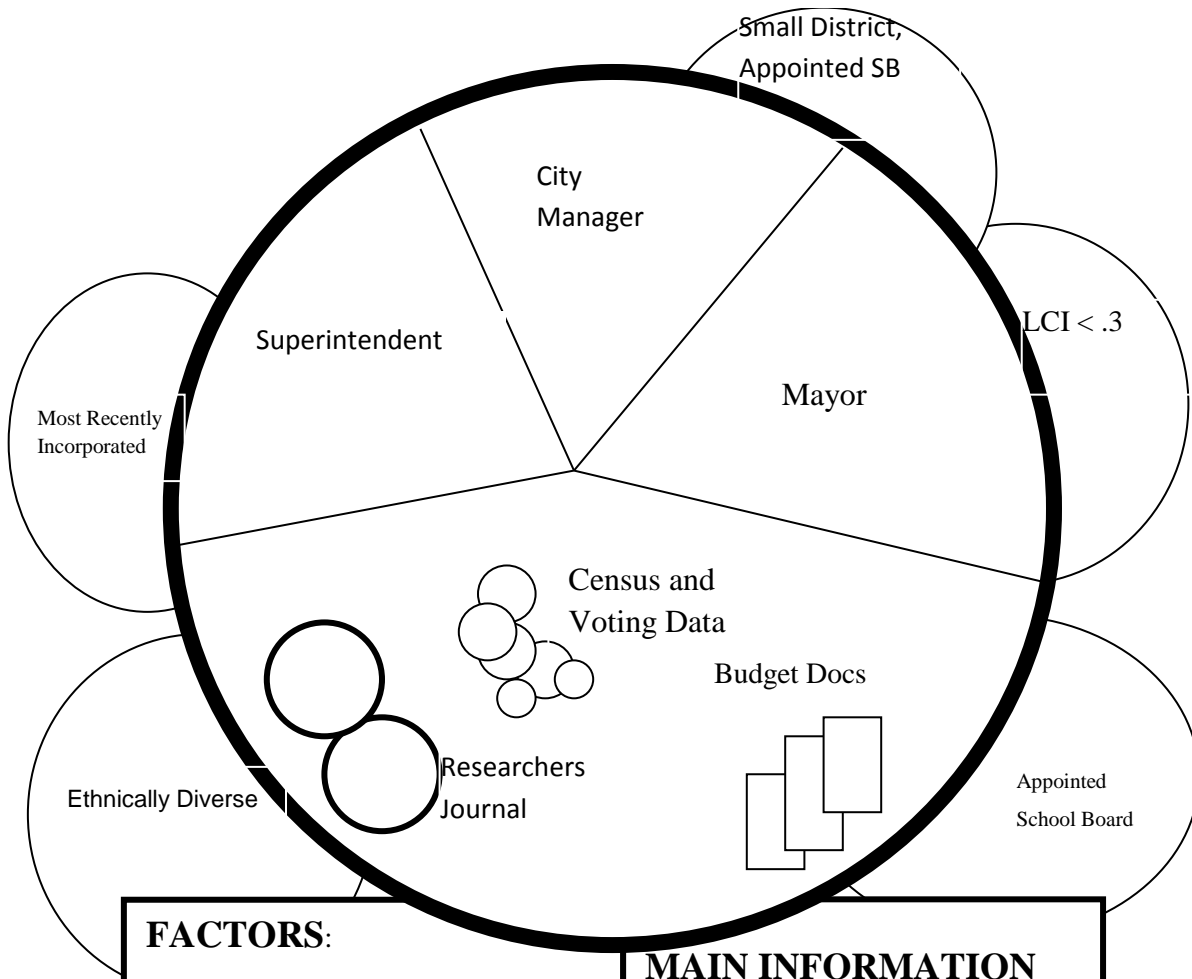 Small District,
Appointed SB
City
Manager
Superintendent
LCI < .3
Mayor
Most Recently
Incorporated
Census and
Voting Data
Budget Docs
Researchers
Journal
Ethnically Diverse
Appointed
School Board
FACTORS:
MAIN INFORMATION